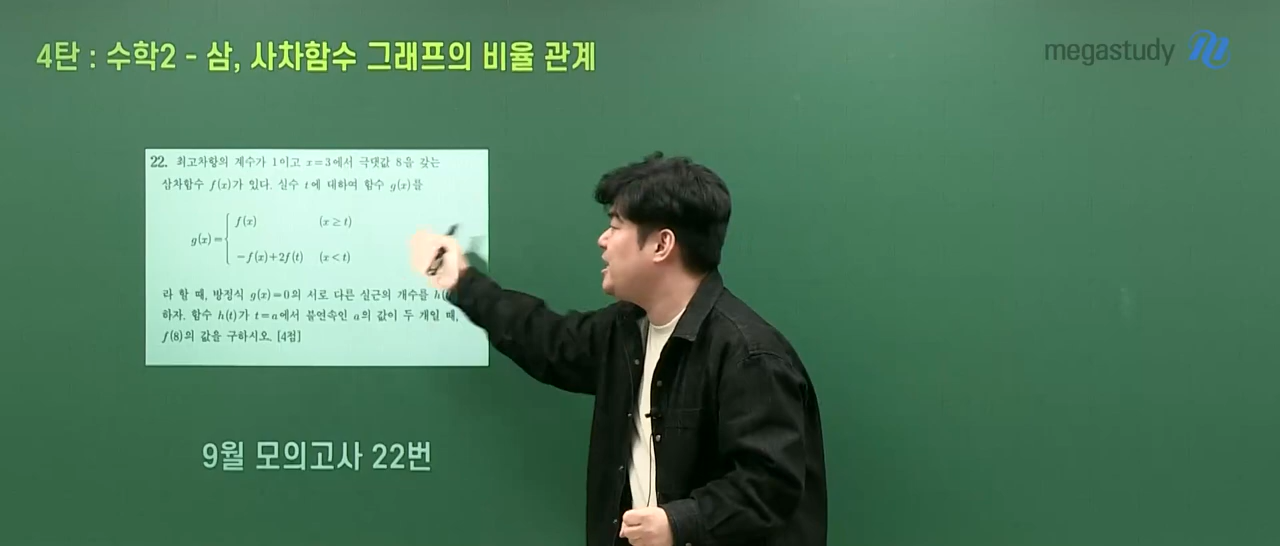 4탄 : 수학2 - 삼, 사차함수 그래프의 비율 관계
megastudy
22. 최고차항의 계수가 1이고 x=3에서 극댓값 8을 갖는
삼차함수 f(x)가 있다. 실수 t에 대하여 함수 g(x)를
f(x) (x≥t)
g(x)=
-f(x)+2f(t) (x<t)
라 할 때, 방정식 g(x)=0의 서로 다른 실근의 개수를
하자. 함수 h(t)가 t=a에서 불연속인 a의 값이 두 개일 때,
f(8)의 값을 구하시오. [4점]
9월 모의고사 22번